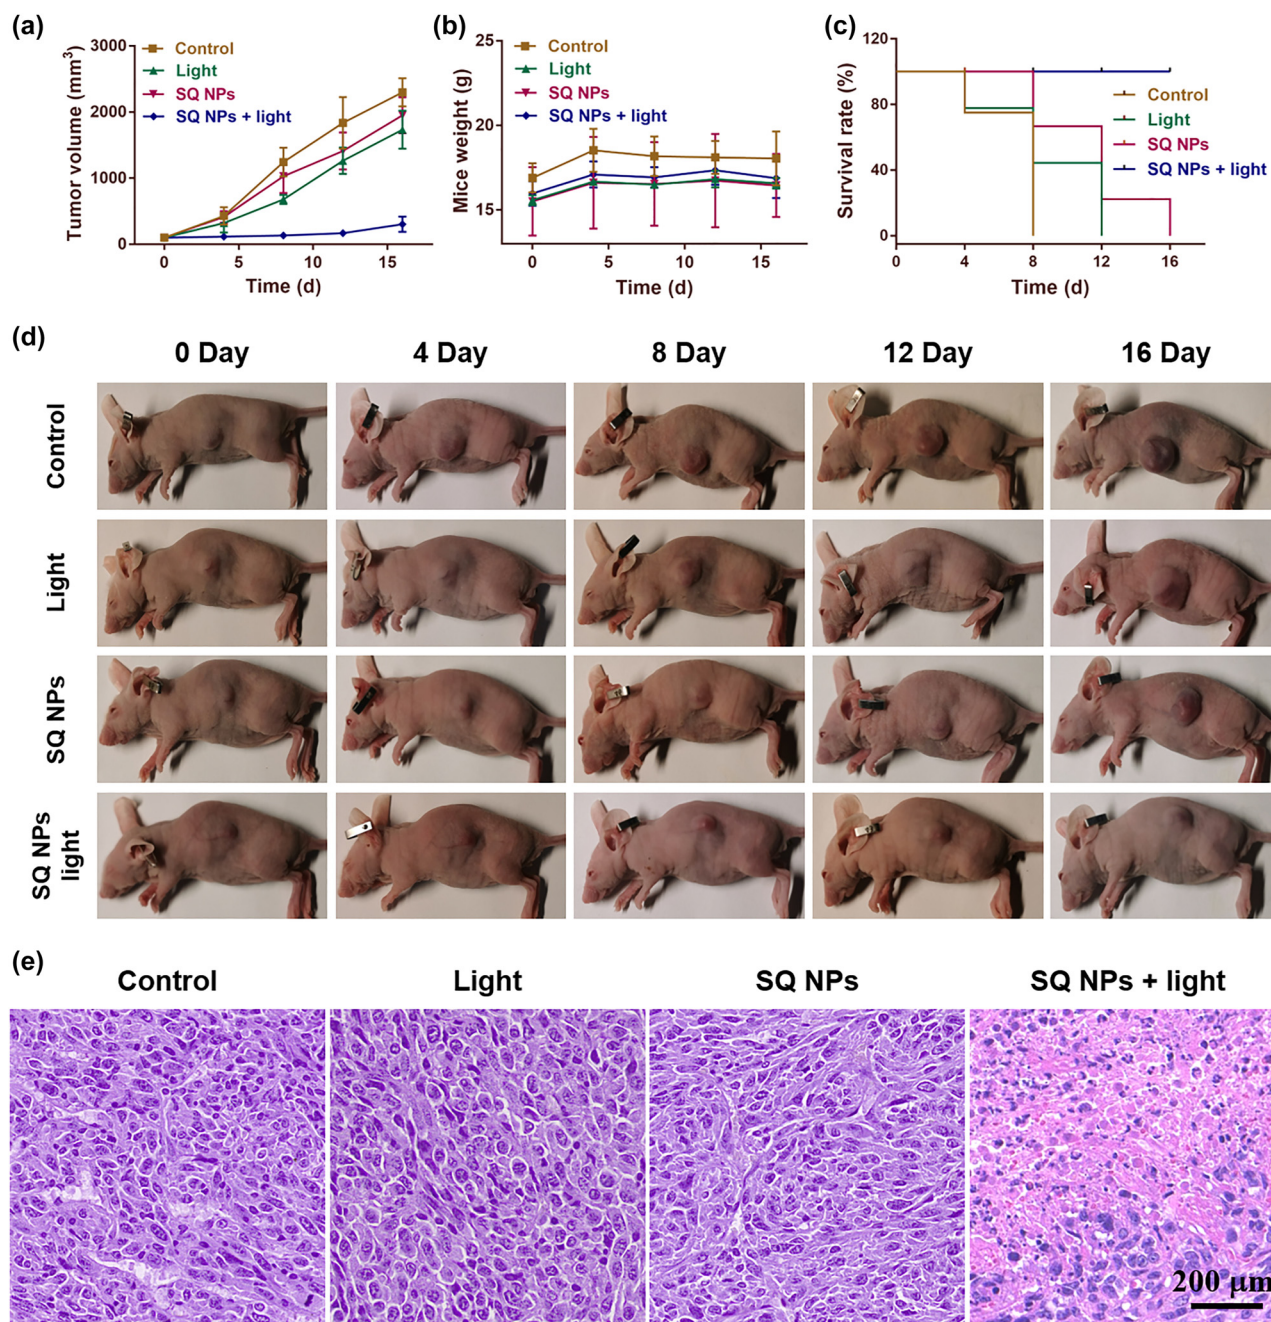 (a)
Tumor volume (mm³)
3000
2000
1000
0
0
5
10
15
Time (d)
Control
Light
SQ NPs
SQ NPs + light
(b)
Mice weight (g)
25
20
15
0
5
10
15
Time (d)
Control
Light
SQ NPs
SQ NPs + light
(c)
Survival rate (%)
120
80
40
0
0
4
8
12
16
Time (d)
Control
Light
SQ NPs
SQ NPs + light
(d)
0 Day
4 Day
8 Day
12 Day
16 Day
Control
Light
SQ NPs
SQ NPs
light
(e)
Control
Light
SQ NPs
SQ NPs + light
200 µm